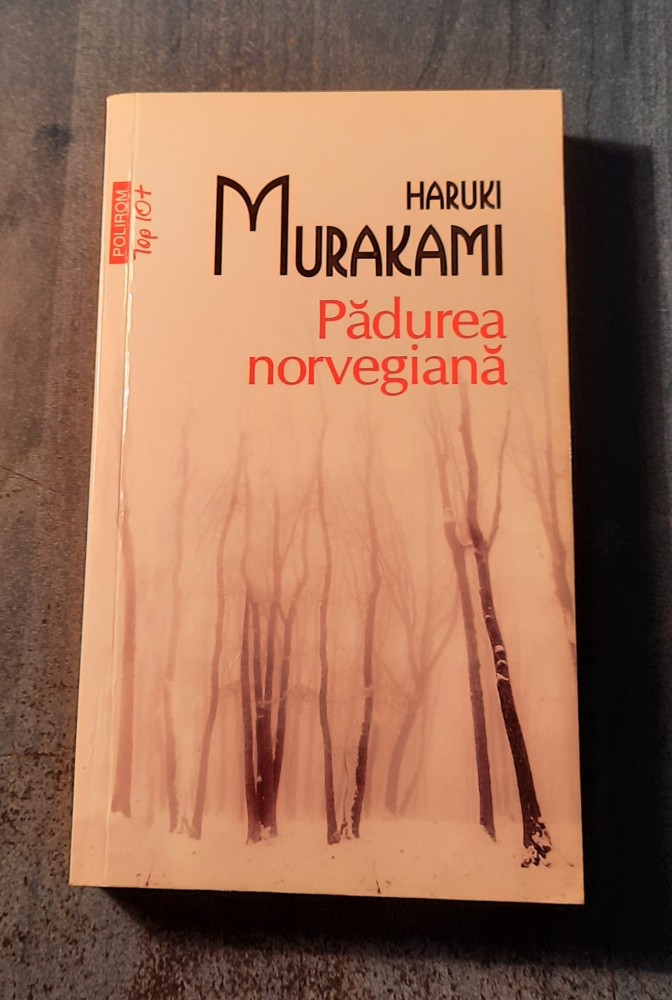 HARUKI
MURAKAMI
Pădurea
norvegiană
POLIROM
Top 10+